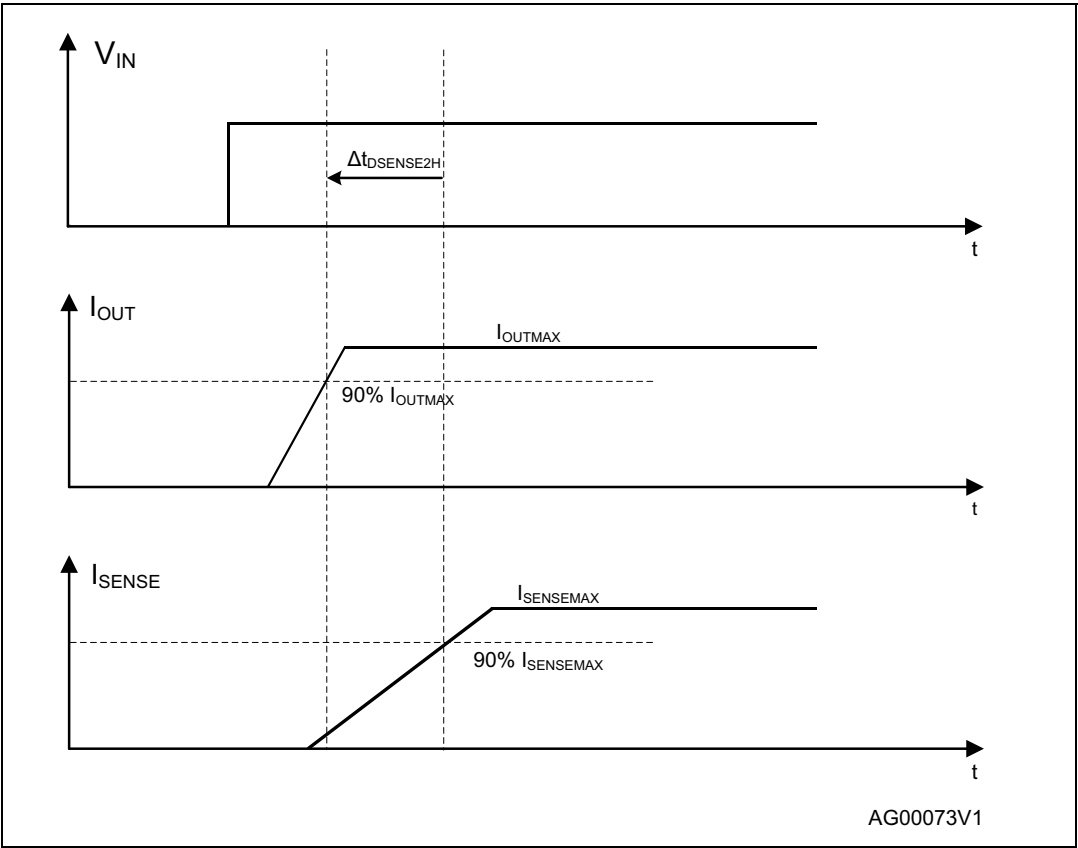 VIN
ΔtDSENSE2H
t
IOUT
IOUTMAX
90% IOUTMAX
t
ISENSE
ISENSEMAX
90% ISENSEMAX
t
AG00073V1